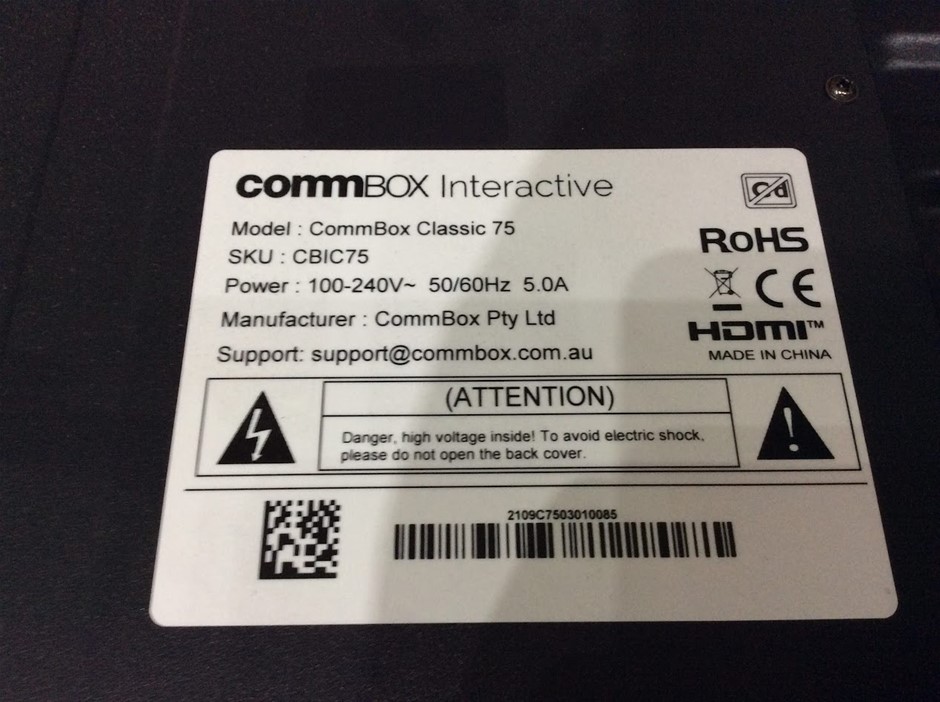 commBOX Interactive
Model : CommBox Classic 75
SKU : CBIC75
Power : 100-240V~ 50/60Hz 5.0A
Manufacturer : CommBox Pty Ltd
Support: support@commbox.com.au
Pb
RoHS
CE
HDMI™
MADE IN CHINA
(ATTENTION)
Danger, high voltage inside! To avoid electric shock,
please do not open the back cover.
2109C7503010085